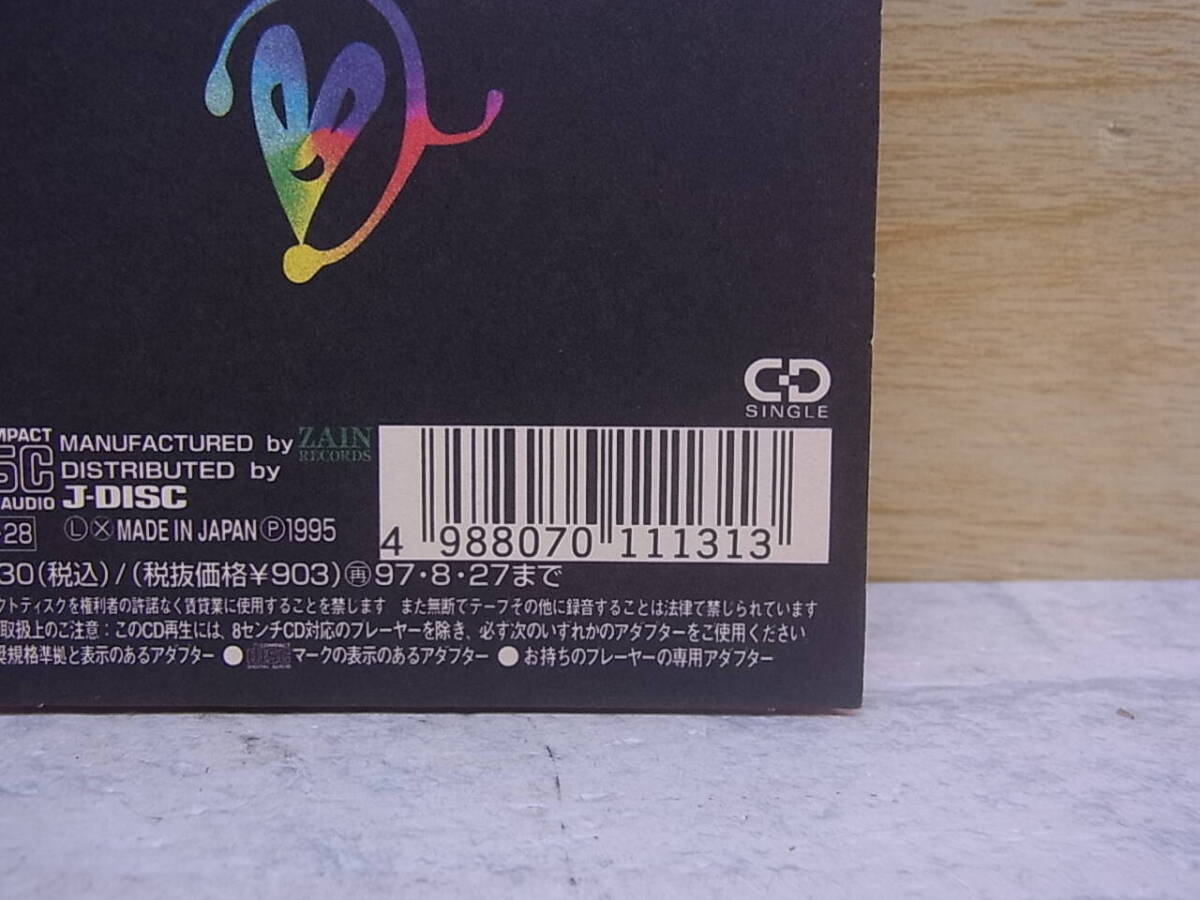 CD
SINGLE
MPACT
MANUFACTURED by ZAIN
RECORDS
DISTRIBUTED by
AUDIO J-DISC
-28 Ⓛ Ⓧ MADE IN JAPAN Ⓟ1995
4 988070 111313
30(税込)/(税抜価格¥903)再97・8・27まで
クトディスクを権利者の許諾なく賃貸業に使用することを禁じます また無断でテープその他に録音することは法律で禁じられています
取扱上のご注意:このCD再生には、8センチCD対応のプレーヤーを除き、必ず次のいずれかのアダプターをご使用ください
規格準拠と表示のあるアダプター ● マークの表示のあるアダプター ● お持ちのプレーヤーの専用アダプター